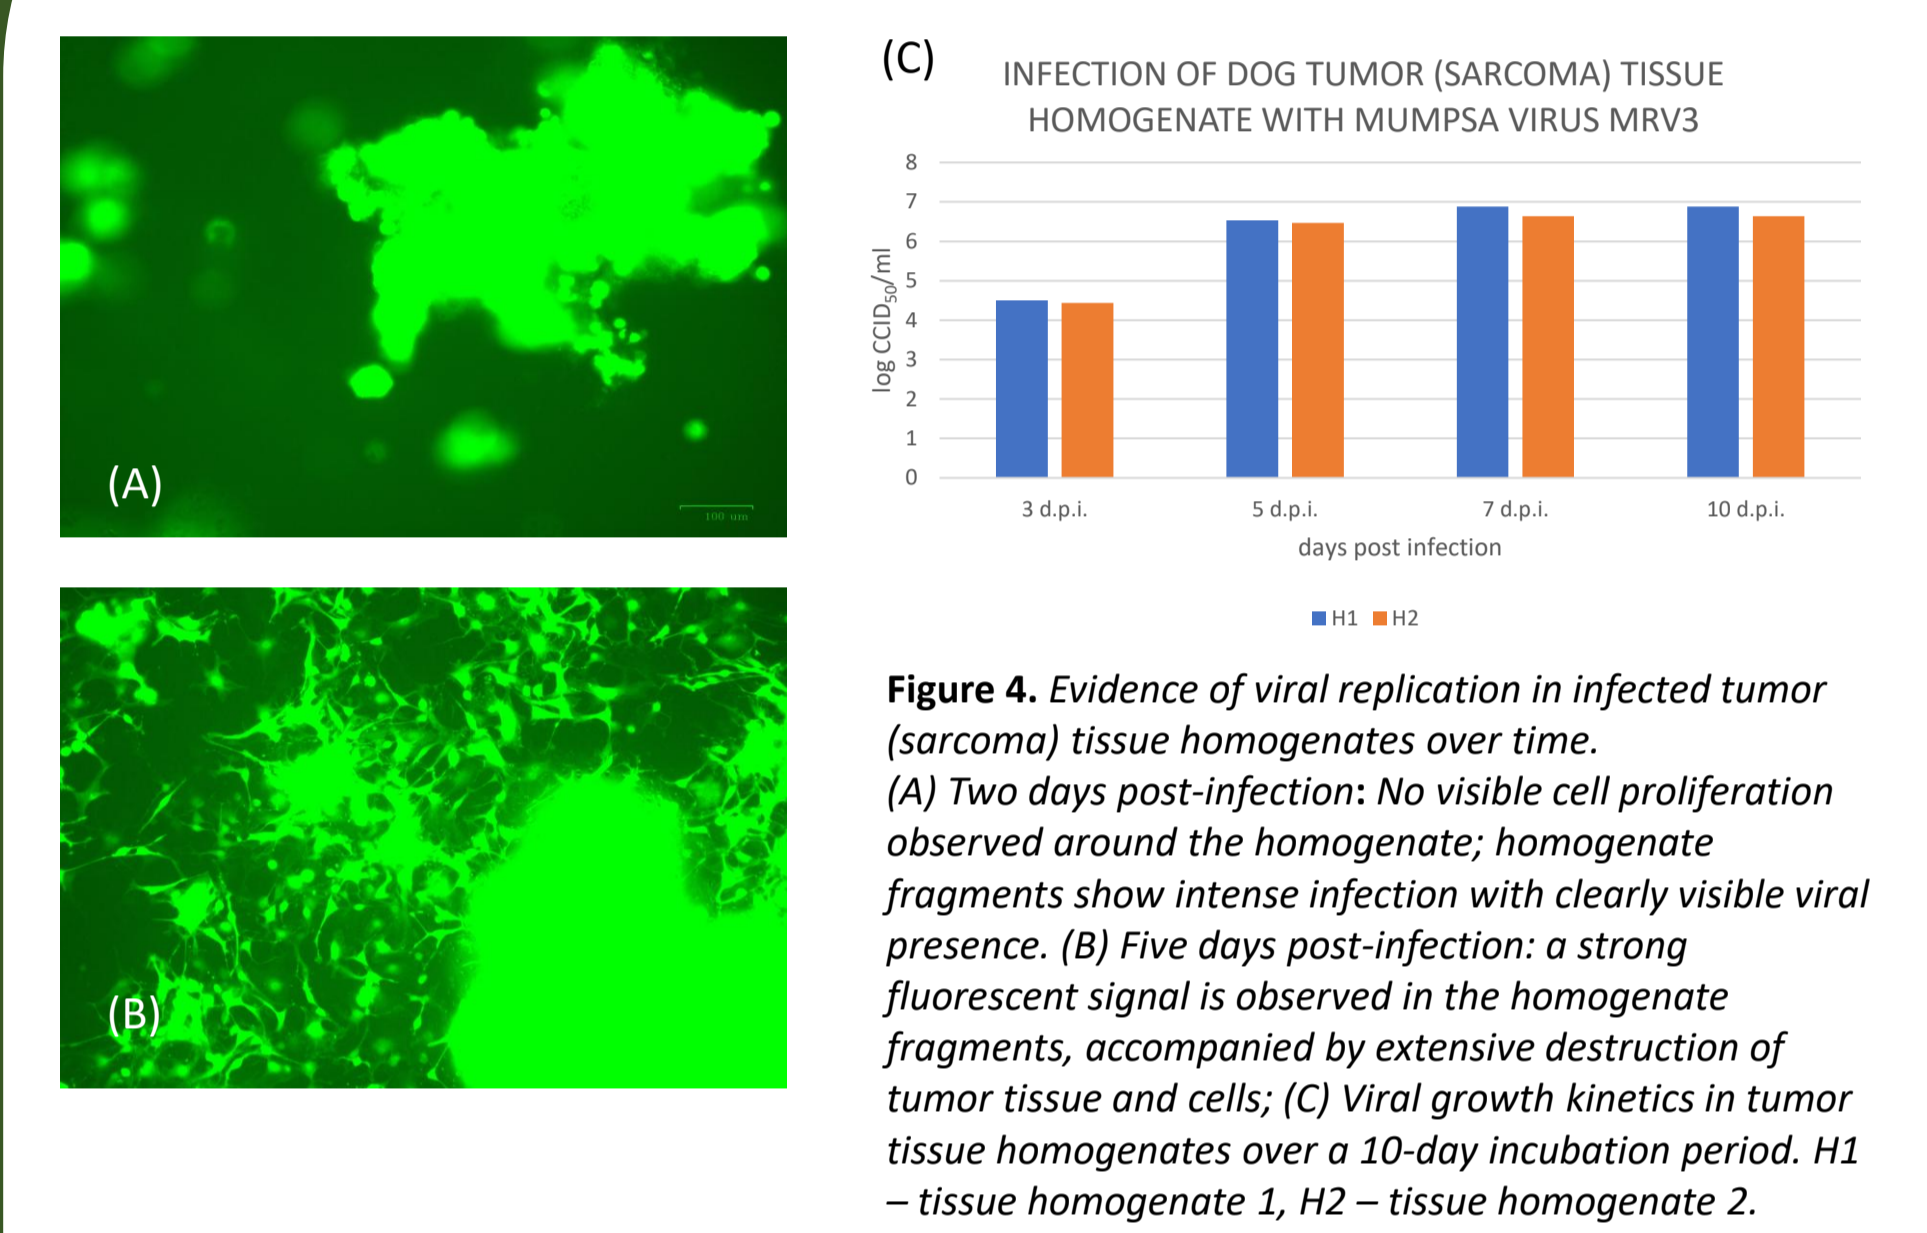 (A)
100 um
(B)
(C)
INFECTION OF DOG TUMOR (SARCOMA) TISSUE
HOMOGENATE WITH MUMPSA VIRUS MRV3
log CCID50/ml
8
7
6
5
4
3
2
1
0
3 d.p.i. 5 d.p.i. 7 d.p.i. 10 d.p.i.
days post infection
H1 H2
Figure 4. Evidence of viral replication in infected tumor
(sarcoma) tissue homogenates over time.
(A) Two days post-infection: No visible cell proliferation
observed around the homogenate; homogenate
fragments show intense infection with clearly visible viral
presence. (B) Five days post-infection: a strong
fluorescent signal is observed in the homogenate
fragments, accompanied by extensive destruction of
tumor tissue and cells; (C) Viral growth kinetics in tumor
tissue homogenates over a 10-day incubation period. H1
– tissue homogenate 1, H2 – tissue homogenate 2.